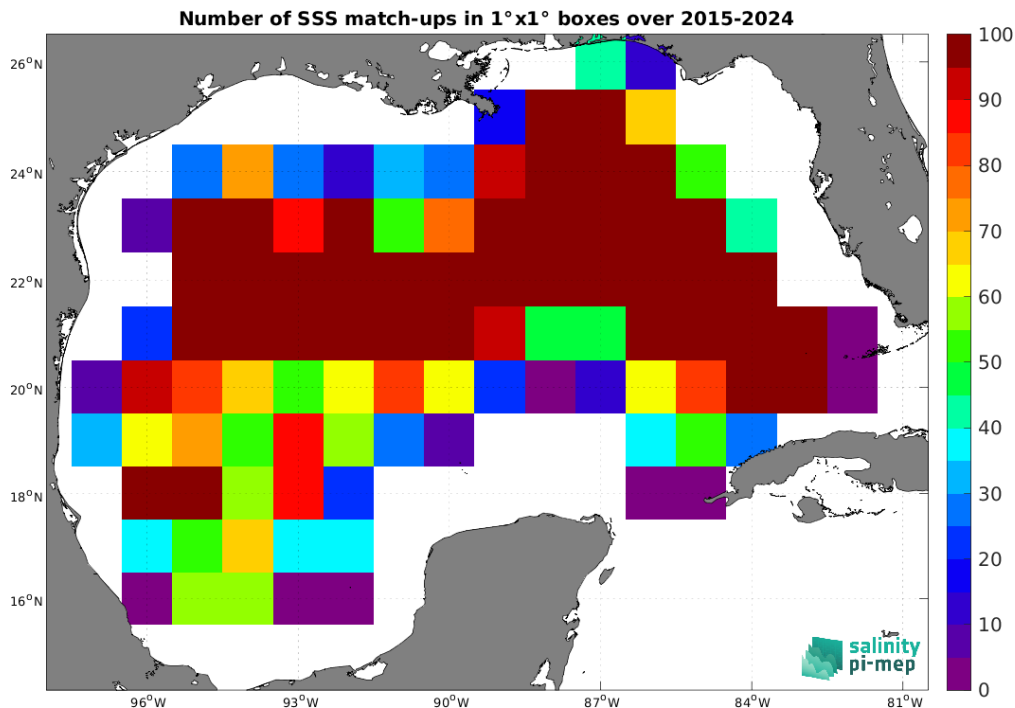 Number of SSS match-ups in 1°x1° boxes over 2015-2024
26°N
24°N
22°N
20°N
18°N
16°N
96°W
93°W
90°W
87°W
84°W
81°W
100
90
80
70
60
50
40
30
20
10
0
salinity
pi-mep